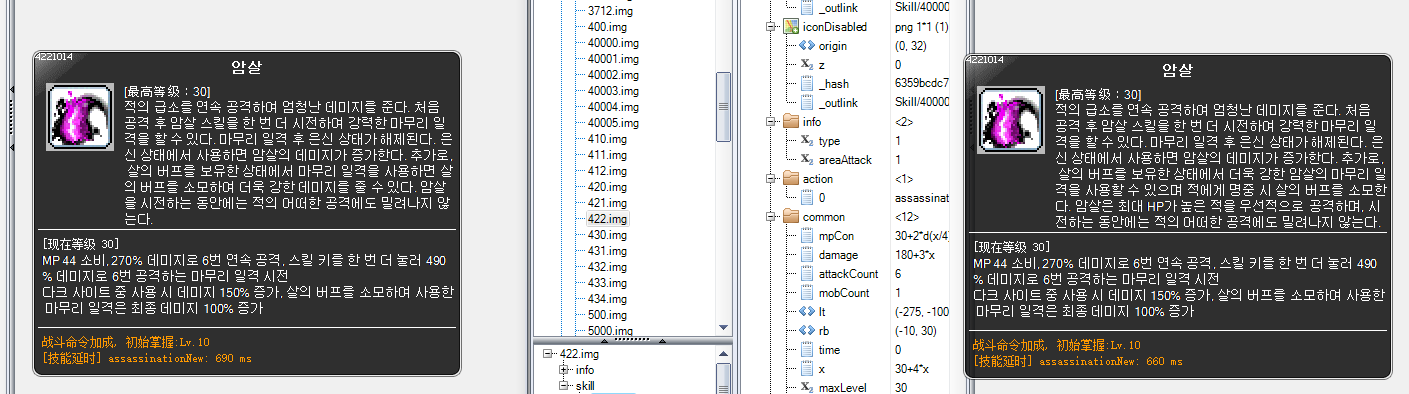 4221014
암살
[最高等级：30]
적의 급소를 연속 공격하며 엄청난 데미지를 준다. 처음
공격 후 암살 스킬을 한 번 더 시전하여 강력한 마무리 일
격을 할 수 있다. 마무리 일격 후 은신 상태가 해제된다. 은
신 상태에서 사용하면 암살의 데미지가 증가한다. 추가로,
살의 버프를 보유한 상태에서 마무리 일격을 사용하면 살
의 버프를 소모하여 더욱 강한 데미지를 줄 수 있다. 암살
을 시전하는 동안에는 적의 어떠한 공격에도 밀려나지 않
는다.
[现在等级 30]
MP 44 소비, 270% 데미지로 6번 연속 공격, 스킬 키를 한 번 더 눌러 490
% 데미지로 6번 공격하는 마무리 일격 시전
다크 사이트 중 사용 시 데미지 150% 증가, 살의 버프를 소모하여 사용한
마무리 일격은 최종 데미지 100% 증가
战斗命令加成, 初始掌握:Lv.10
[技能延时] assassinationNew: 690 ms
3712.img
400.img
40000.img
40001.img
40002.img
40003.img
40004.img
40005.img
410.img
411.img
412.img
420.img
421.img
422.img
430.img
431.img
432.img
433.img
434.img
500.img
5000.img
422.img
info
skill
_outlink Skill/40000
iconDisabled png 1*1 (1)
origin (0, 32)
z 0
_hash 6359bcdc7
_outlink Skill/40000
info <2>
type 1
areaAttack 1
action <1>
0 assassinat
common <12>
mpCon 30+2*d(x/4)
damage 180+3*x
attackCount 6
mobCount 1
lt (-275, -100
rb (-10, 30)
time 0
x 30+4*x
maxLevel 30
4221014
암살
[最高等级：30]
적의 급소를 연속 공격하며 엄청난 데미지를 준다. 처음
공격 후 암살 스킬을 한 번 더 시전하여 강력한 마무리 일
격을 할 수 있다. 마무리 일격 후 은신 상태가 해제된다. 은
신 상태에서 사용하면 암살의 데미지가 증가한다. 추가로,
살의 버프를 보유한 상태에서 더욱 강한 암살의 마무리 일
격을 사용할 수 있으며 적에게 명중 시 살의 버프를 소모한
다. 암살은 최대 HP가 높은 적을 우선적으로 공격하며, 시
전하는 동안에는 적의 어떠한 공격에도 밀려나지 않는다.
[现在等级 30]
MP 44 소비, 270% 데미지로 6번 연속 공격, 스킬 키를 한 번 더 눌러 490
% 데미지로 6번 공격하는 마무리 일격 시전
다크 사이트 중 사용 시 데미지 150% 증가, 살의 버프를 소모하여 사용한
마무리 일격은 최종 데미지 100% 증가
战斗命令加成, 初始掌握:Lv.10
[技能延时] assassinationNew: 660 ms